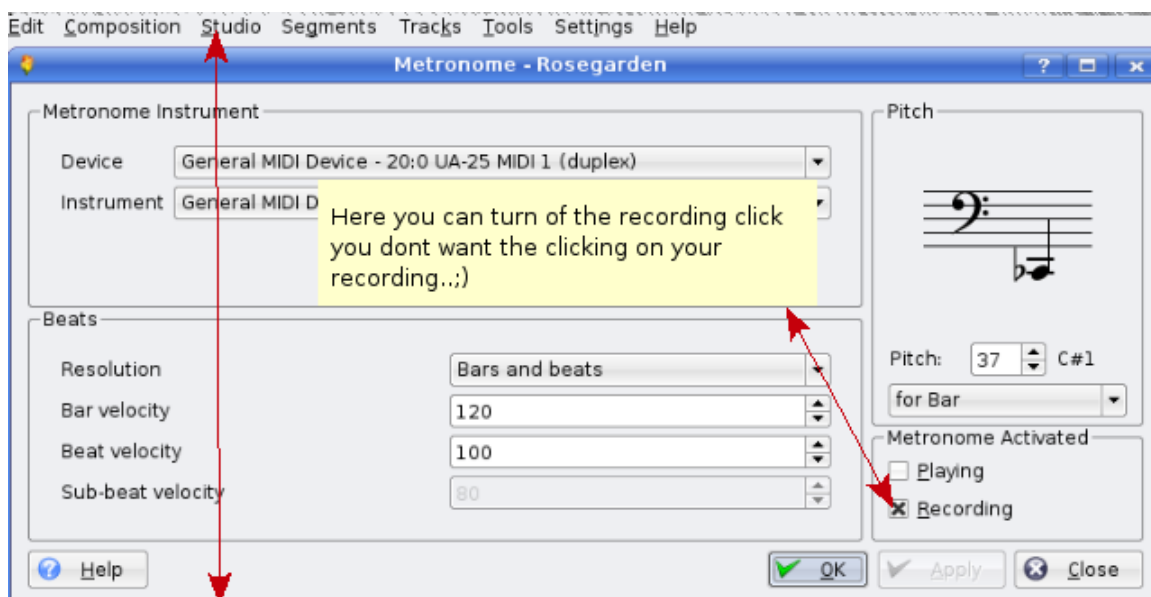 Edit Composition Studio Segments Tracks Tools Settings Help
Metronome - Rosegarden
Metronome Instrument
Device General MIDI Device - 20:0 UA-25 MIDI 1 (duplex)
Instrument General MIDI D
Here you can turn of the recording click
you dont want the clicking on your
recording..;)
Beats
Resolution Bars and beats
Bar velocity 120
Beat velocity 100
Sub-beat velocity 80
Pitch
Pitch: 37 C#1
for Bar
Metronome Activated
Playing
Recording
Help OK Apply Close